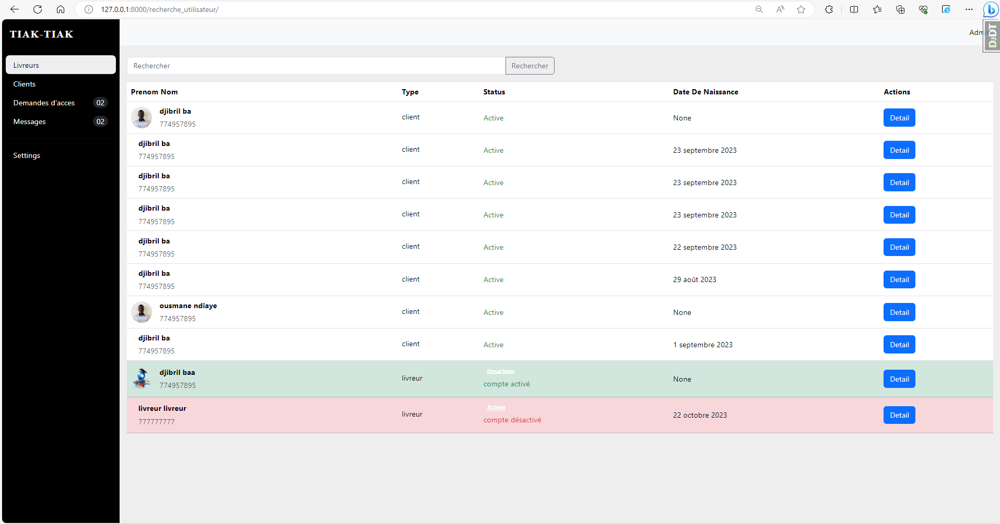 127.0.0.1:8000/recherche_utilisateur/
TIAK-TIAK
Livreurs
Clients
Demandes d'acces 02
Messages 02
Settings
Admin
DjDT
Rechercher Rechercher
Prenom Nom Type Status Date De Naissance Actions
djibril ba
774957895 client Active None Detail
djibril ba
774957895 client Active 23 septembre 2023 Detail
djibril ba
774957895 client Active 23 septembre 2023 Detail
djibril ba
774957895 client Active 23 septembre 2023 Detail
djibril ba
774957895 client Active 22 septembre 2023 Detail
djibril ba
774957895 client Active 29 août 2023 Detail
ousmane ndiaye
774957895 client Active None Detail
djibril ba
774957895 client Active 1 septembre 2023 Detail
djibril baa Desactiver
774957895 livreur compte activé None Detail
livreur livreur Activer
777777777 livreur compte désactivé 22 octobre 2023 Detail